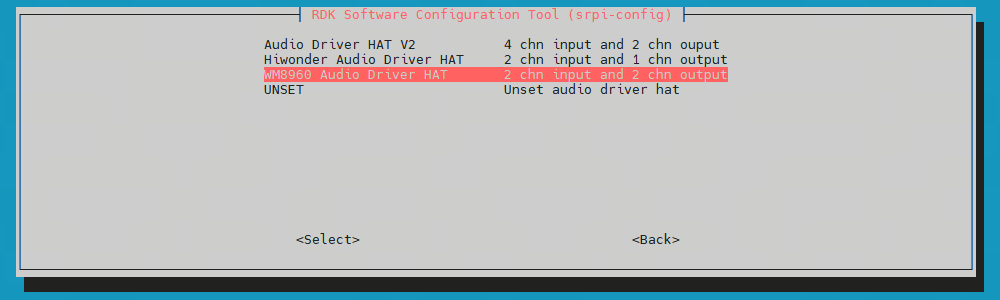 RDK Software Configuration Tool (srpi-config)
Audio Driver HAT V2 4 chn input and 2 chn ouput
Hiwonder Audio Driver HAT 2 chn input and 1 chn output
WM8960 Audio Driver HAT 2 chn input and 2 chn output
UNSET Unset audio driver hat
<Select> <Back>